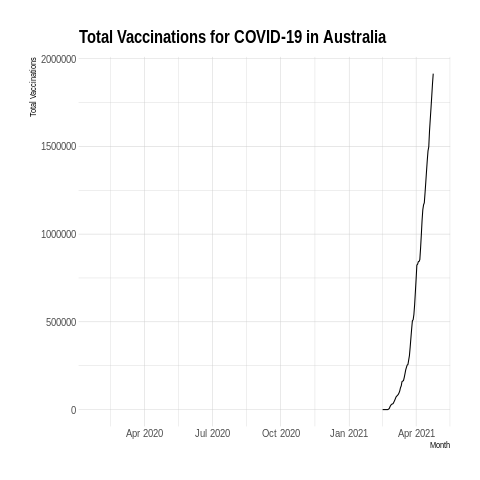 Total Vaccinations for COVID-19 in Australia
Total Vaccinations
2000000
1500000
1000000
500000
0
Apr 2020 Jul 2020 Oct 2020 Jan 2021 Apr 2021
Month